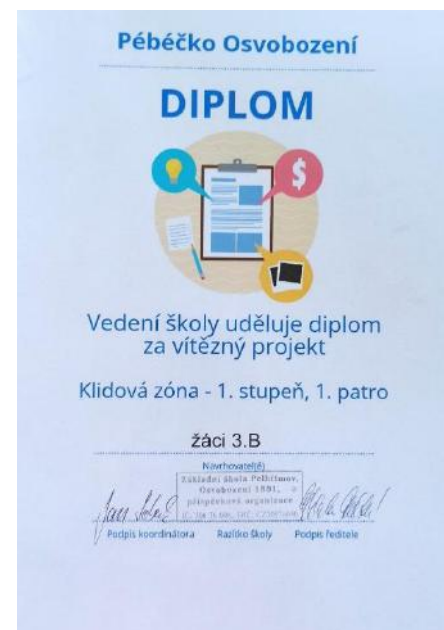 Pébéčko Osvobození
DIPLOM
$
Vedení školy uděluje diplom
za vítězný projekt
Klidová zóna - 1. stupeň, 1. patro
žáci 3.B
Navrhovatel(é)
Základní škola Pelhřimov,
Osvobození 1881,
příspěvková organizace
Podpis koordinátora Razítko školy Podpis ředitele